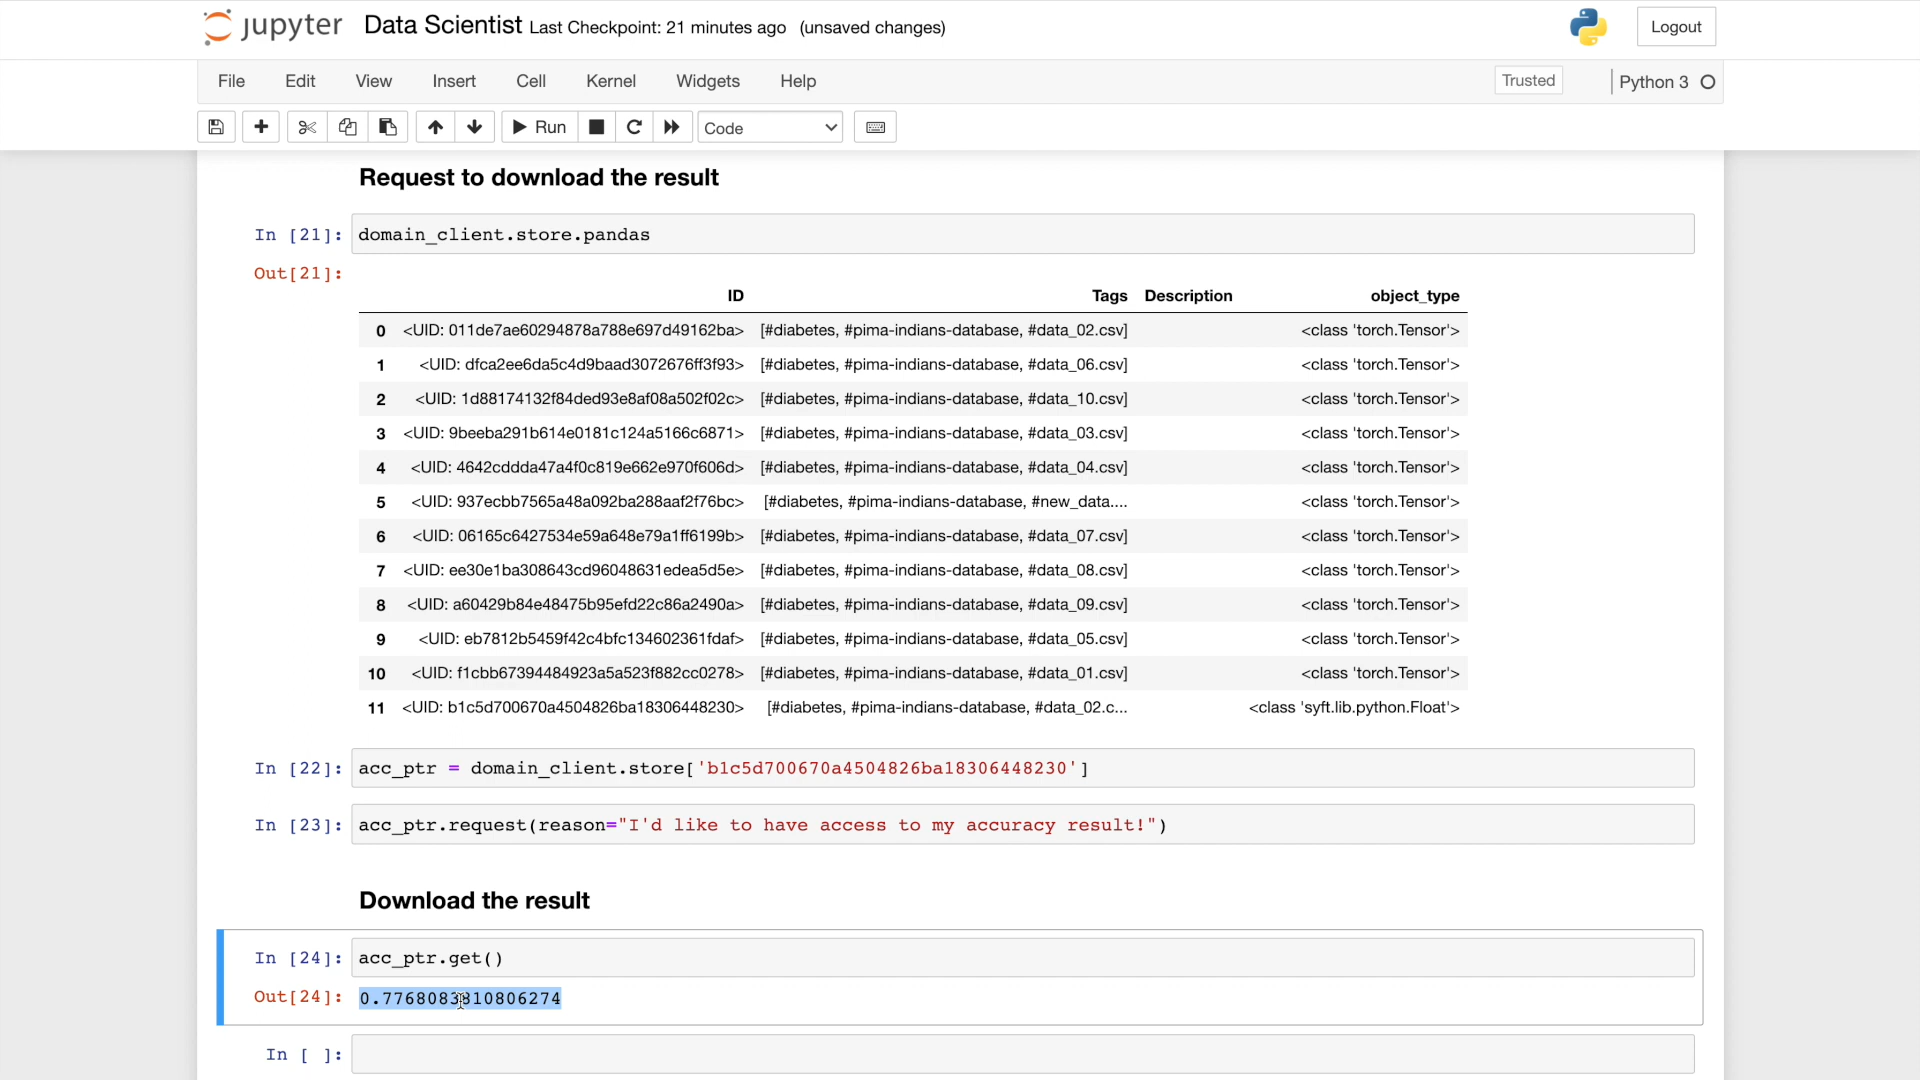 jupyter Data Scientist Last Checkpoint: 21 minutes ago (unsaved changes) Logout
File Edit View Insert Cell Kernel Widgets Help Trusted Python 3
Run Code
Request to download the result
In [21]: domain_client.store.pandas
Out[21]:
ID Tags Description object_type
0 <UID: 011de7ae60294878a788e697d49162ba> [#diabetes, #pima-indians-database, #data_02.csv] <class 'torch.Tensor'>
1 <UID: dfca2ee6da5c4d9baad3072676ff3f93> [#diabetes, #pima-indians-database, #data_06.csv] <class 'torch.Tensor'>
2 <UID: 1d88174132f84ded93e8af08a502f02c> [#diabetes, #pima-indians-database, #data_10.csv] <class 'torch.Tensor'>
3 <UID: 9beeba291b614e0181c124a5166c6871> [#diabetes, #pima-indians-database, #data_03.csv] <class 'torch.Tensor'>
4 <UID: 4642cddda47a4f0c819e662e970f606d> [#diabetes, #pima-indians-database, #data_04.csv] <class 'torch.Tensor'>
5 <UID: 937ecbb7565a48a092ba288aaf2f76bc> [#diabetes, #pima-indians-database, #new_data.... <class 'torch.Tensor'>
6 <UID: 06165c6427534e59a648e79a1ff6199b> [#diabetes, #pima-indians-database, #data_07.csv] <class 'torch.Tensor'>
7 <UID: ee30e1ba308643cd96048631edea5d5e> [#diabetes, #pima-indians-database, #data_08.csv] <class 'torch.Tensor'>
8 <UID: a60429b84e48475b95efd22c86a2490a> [#diabetes, #pima-indians-database, #data_09.csv] <class 'torch.Tensor'>
9 <UID: eb7812b5459f42c4bfc134602361fdaf> [#diabetes, #pima-indians-database, #data_05.csv] <class 'torch.Tensor'>
10 <UID: f1cbb67394484923a5a523f882cc0278> [#diabetes, #pima-indians-database, #data_01.csv] <class 'torch.Tensor'>
11 <UID: b1c5d700670a4504826ba18306448230> [#diabetes, #pima-indians-database, #data_02.c... <class 'syft.lib.python.Float'>
In [22]: acc_ptr = domain_client.store['b1c5d700670a4504826ba18306448230']
In [23]: acc_ptr.request(reason="I'd like to have access to my accuracy result!")
Download the result
In [24]: acc_ptr.get()
Out[24]: 0.7768083810806274
In [ ]: